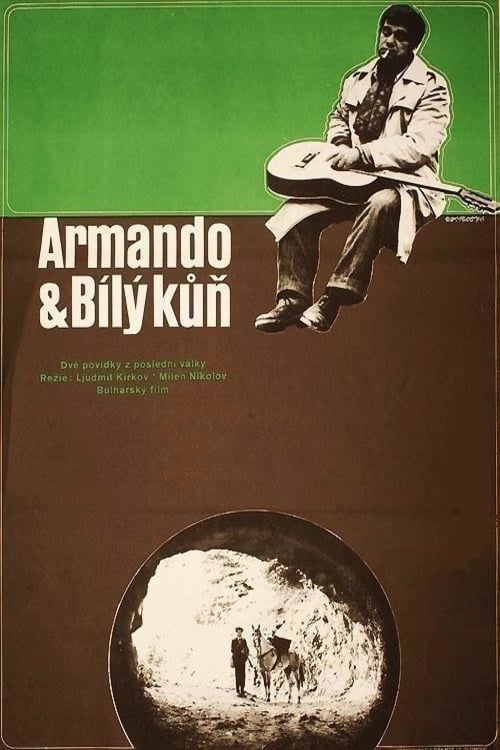 Armando
& Bílý kůň
Dvě povídky z poslední války
Režie: Ljudmil Kirkov * Milen Nikolov
Bulharský film